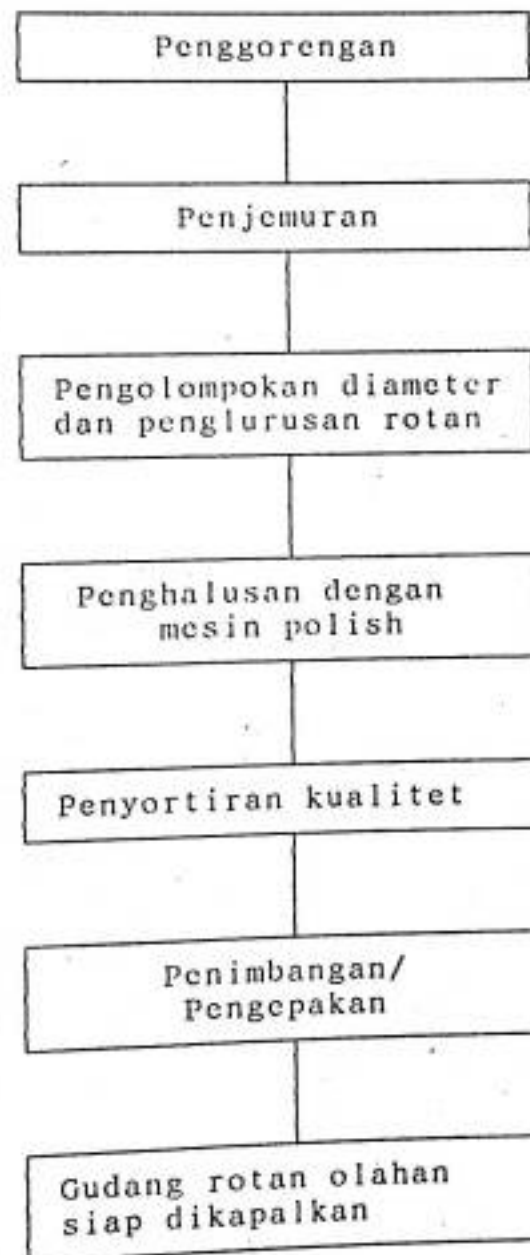 Penggorengan
Penjemuran
Pengolompokan diameter
dan penglurusan rotan
Penghalusan dengan
mesin polish
Penyortiran kualitet
Penimbangan/
Pengepakan
Gudang rotan olahan
siap dikapalkan